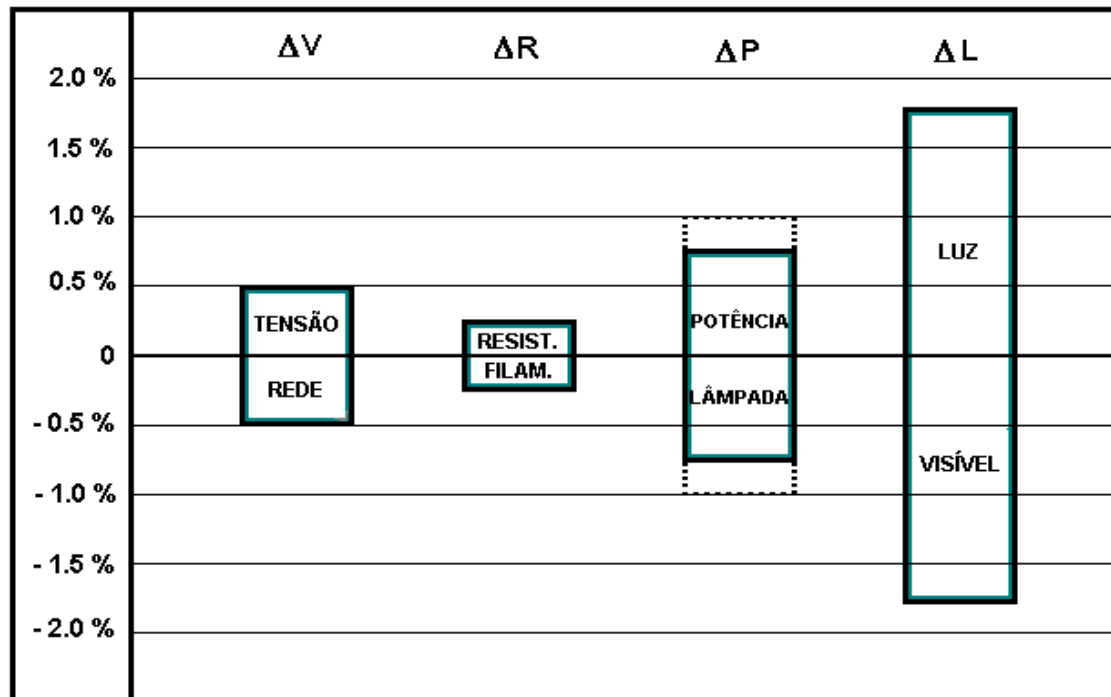 ΔV ΔR ΔP ΔL
2.0 %
1.5 %
1.0 %
LUZ
0.5 %
TENSÃO
POTÊNCIA
RESIST.
0
FILAM.
REDE
LÂMPADA
- 0.5 %
VISÍVEL
- 1.0 %
- 1.5 %
- 2.0 %